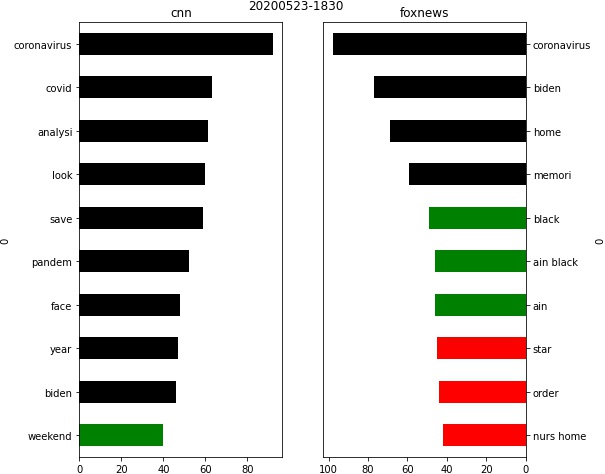 20200523-1830
cnn
foxnews
coronavirus
covid
analysi
look
save
pandem
face
year
biden
weekend
0
0 20 40 60 80
coronavirus
biden
home
memori
black
ain black
ain
star
order
nurs home
0
100 80 60 40 20 0